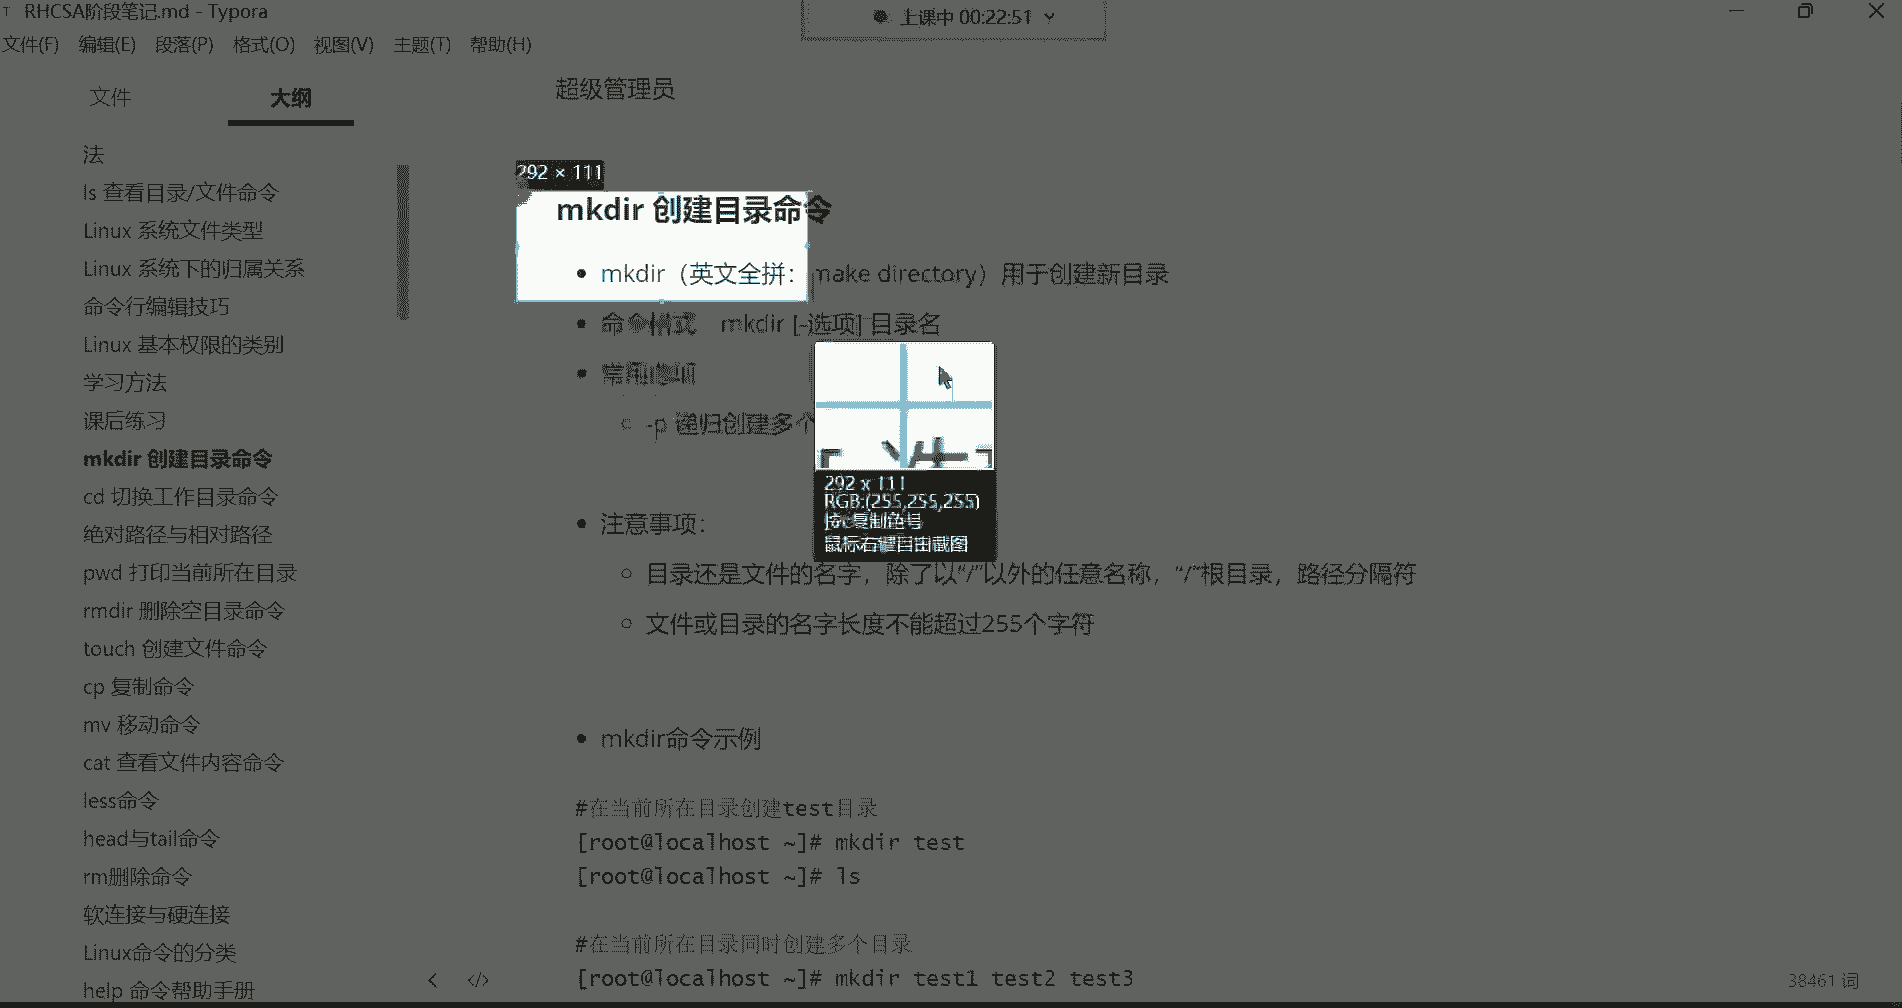 RHCSA阶段笔记.md - Typora
上课中 00:22:51
文件(F) 编辑(E) 段落(P) 格式(O) 视图(V) 主题(T) 帮助(H)
文件
大纲
法
ls 查看目录/文件命令
Linux 系统文件类型
Linux 系统下的归属关系
命令行编辑技巧
Linux 基本权限的类别
学习方法
课后练习
mkdir 创建目录命令
cd 切换工作目录命令
绝对路径与相对路径
pwd 打印当前所在目录
rmdir 删除空目录命令
touch 创建文件命令
cp 复制命令
mv 移动命令
cat 查看文件内容命令
less命令
head与tail命令
rm删除命令
软连接与硬连接
Linux命令的分类
help 命令帮助手册
超级管理员
292 × 111
mkdir 创建目录命令
mkdir（英文全拼： make directory）用于创建新目录
命令格式 mkdir [-选项] 目录名
常用选项
-p 递归创建多个
292 x 111
RGB:(255,255,255)
按c复制色号
鼠标右键自由截图
注意事项：
目录还是文件的名字，除了以“/”以外的任意名称，“/”根目录，路径分隔符
文件或目录的名字长度不能超过255个字符
mkdir命令示例
#在当前所在目录创建test目录
[root@localhost ~]# mkdir test
[root@localhost ~]# ls
#在当前所在目录同时创建多个目录
[root@localhost ~]# mkdir test1 test2 test3
38461 词